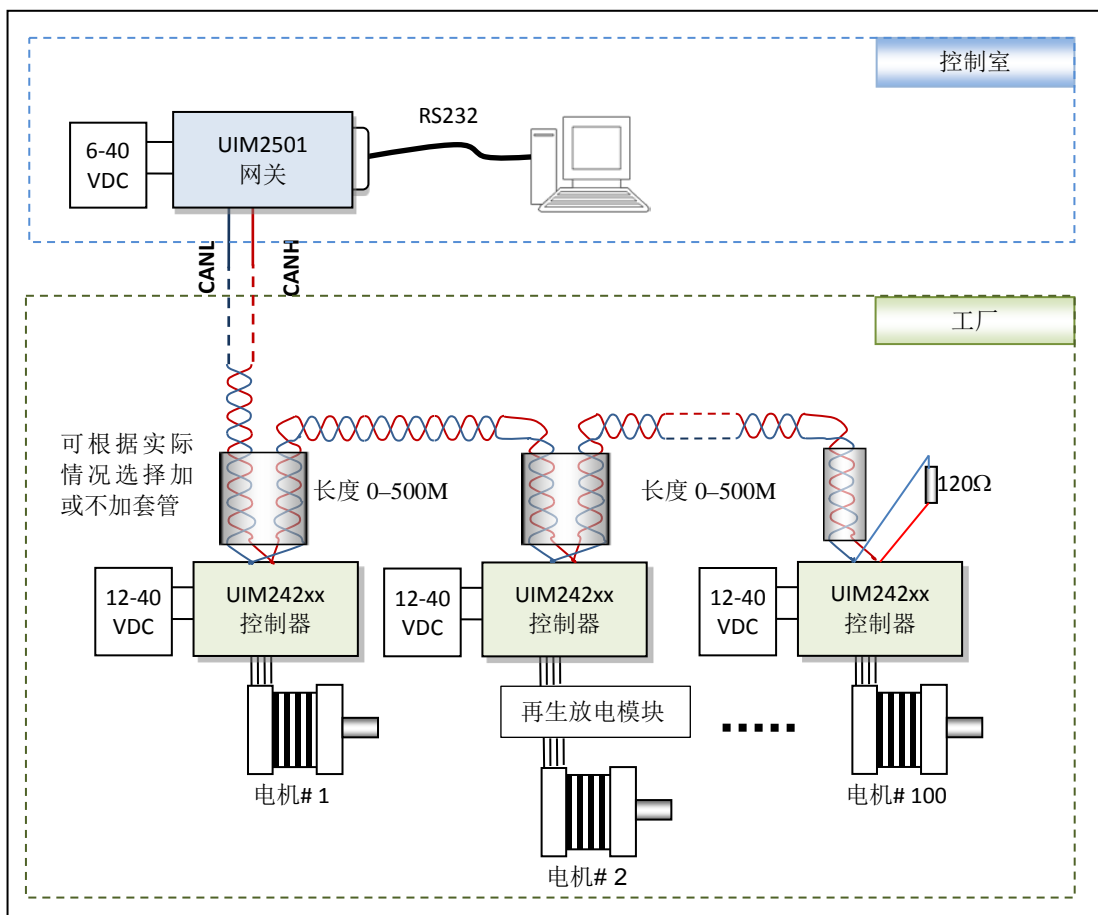 控制室
RS232
6-40
VDC
UIM2501
网关
CANL
CANH
工厂
可根据实际
情况选择加
或不加套管
长度 0–500M
长度 0–500M
120Ω
12-40
VDC
UIM242xx
控制器
12-40
VDC
UIM242xx
控制器
12-40
VDC
UIM242xx
控制器
再生放电模块
电机# 1
电机# 2
电机# 100